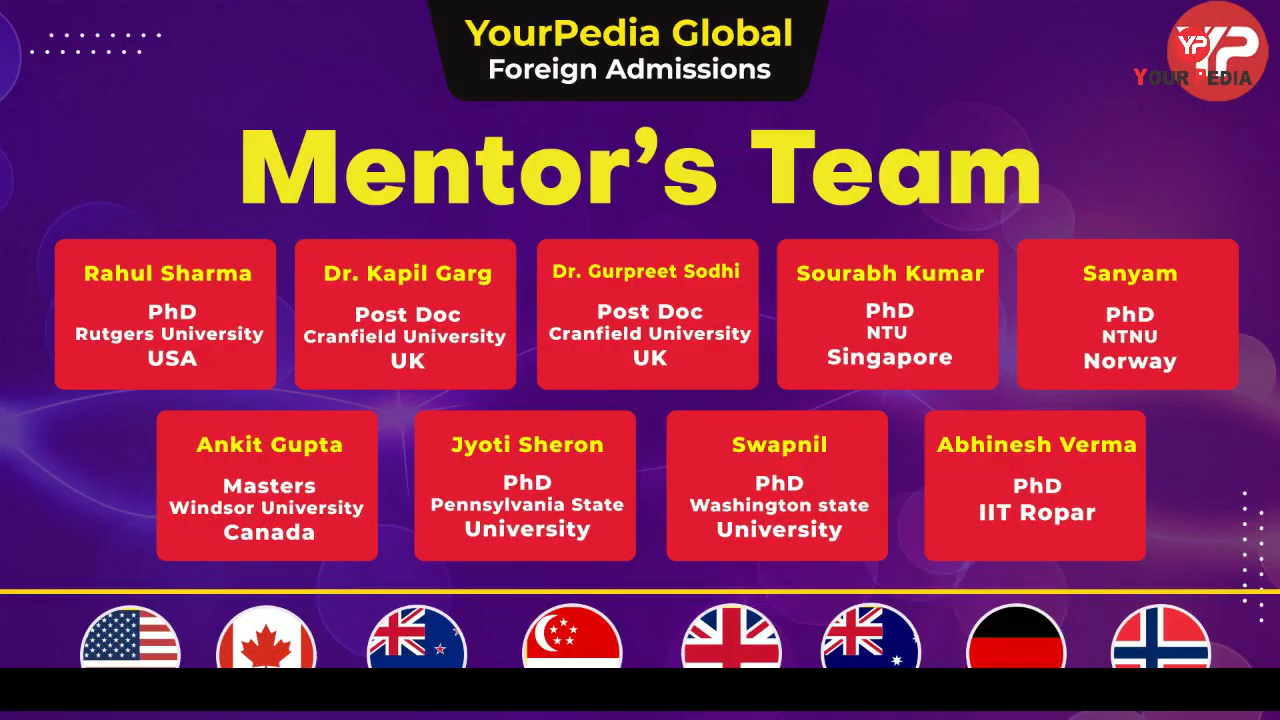 YourPedia Global
Foreign Admissions
YP
YP
YOUR PEDIA
Mentor's Team
Rahul Sharma
PhD
Rutgers University
USA
Dr. Kapil Garg
Post Doc
Cranfield University
UK
Dr. Gurpreet Sodhi
Post Doc
Cranfield University
UK
Sourabh Kumar
PhD
NTU
Singapore
Sanyam
PhD
NTNU
Norway
Ankit Gupta
Masters
Windsor University
Canada
Jyoti Sheron
PhD
Pennsylvania State
University
Swapnil
PhD
Washington state
University
Abhinesh Verma
PhD
IIT Ropar